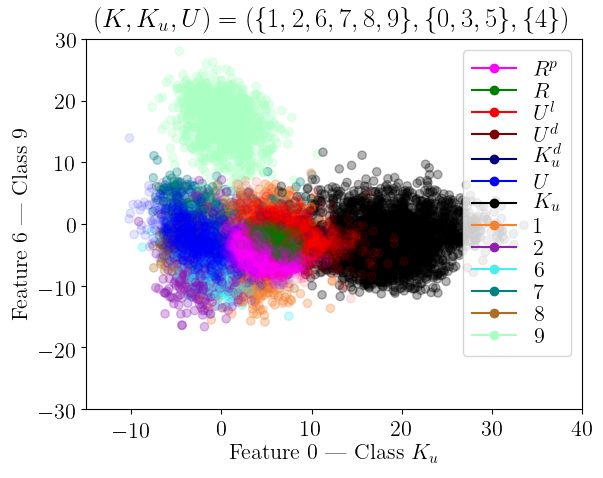 (K, K_u, U) = ({1, 2, 6, 7, 8, 9}, {0, 3, 5}, {4})
30
20
10
0
−10
−20
−30
Feature 6 — Class 9
R^p
R
U^l
U^d
K_u^d
U
K_u
1
2
6
7
8
9
−10
0
10
20
30
40
Feature 0 — Class K_u